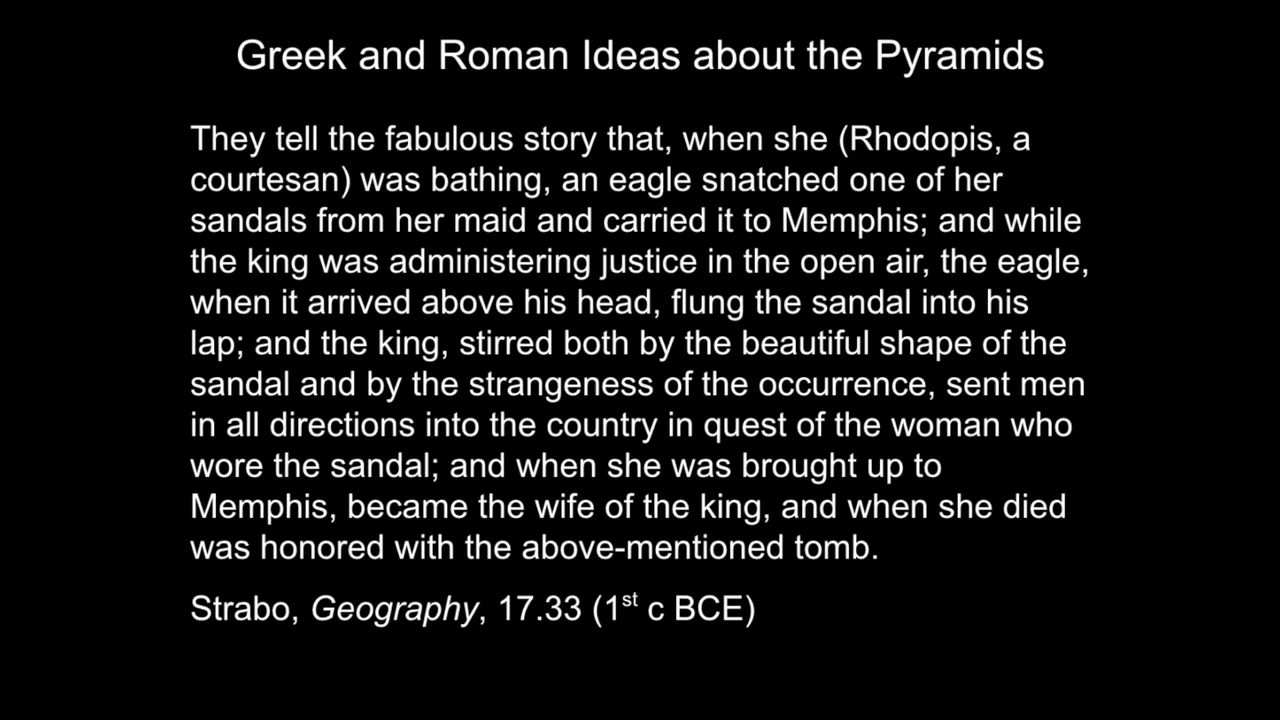 Greek and Roman Ideas about the Pyramids
They tell the fabulous story that, when she (Rhodopis, a
courtesan) was bathing, an eagle snatched one of her
sandals from her maid and carried it to Memphis; and while
the king was administering justice in the open air, the eagle,
when it arrived above his head, flung the sandal into his
lap; and the king, stirred both by the beautiful shape of the
sandal and by the strangeness of the occurrence, sent men
in all directions into the country in quest of the woman who
wore the sandal; and when she was brought up to
Memphis, became the wife of the king, and when she died
was honored with the above-mentioned tomb.
Strabo, Geography, 17.33 (1st c BCE)